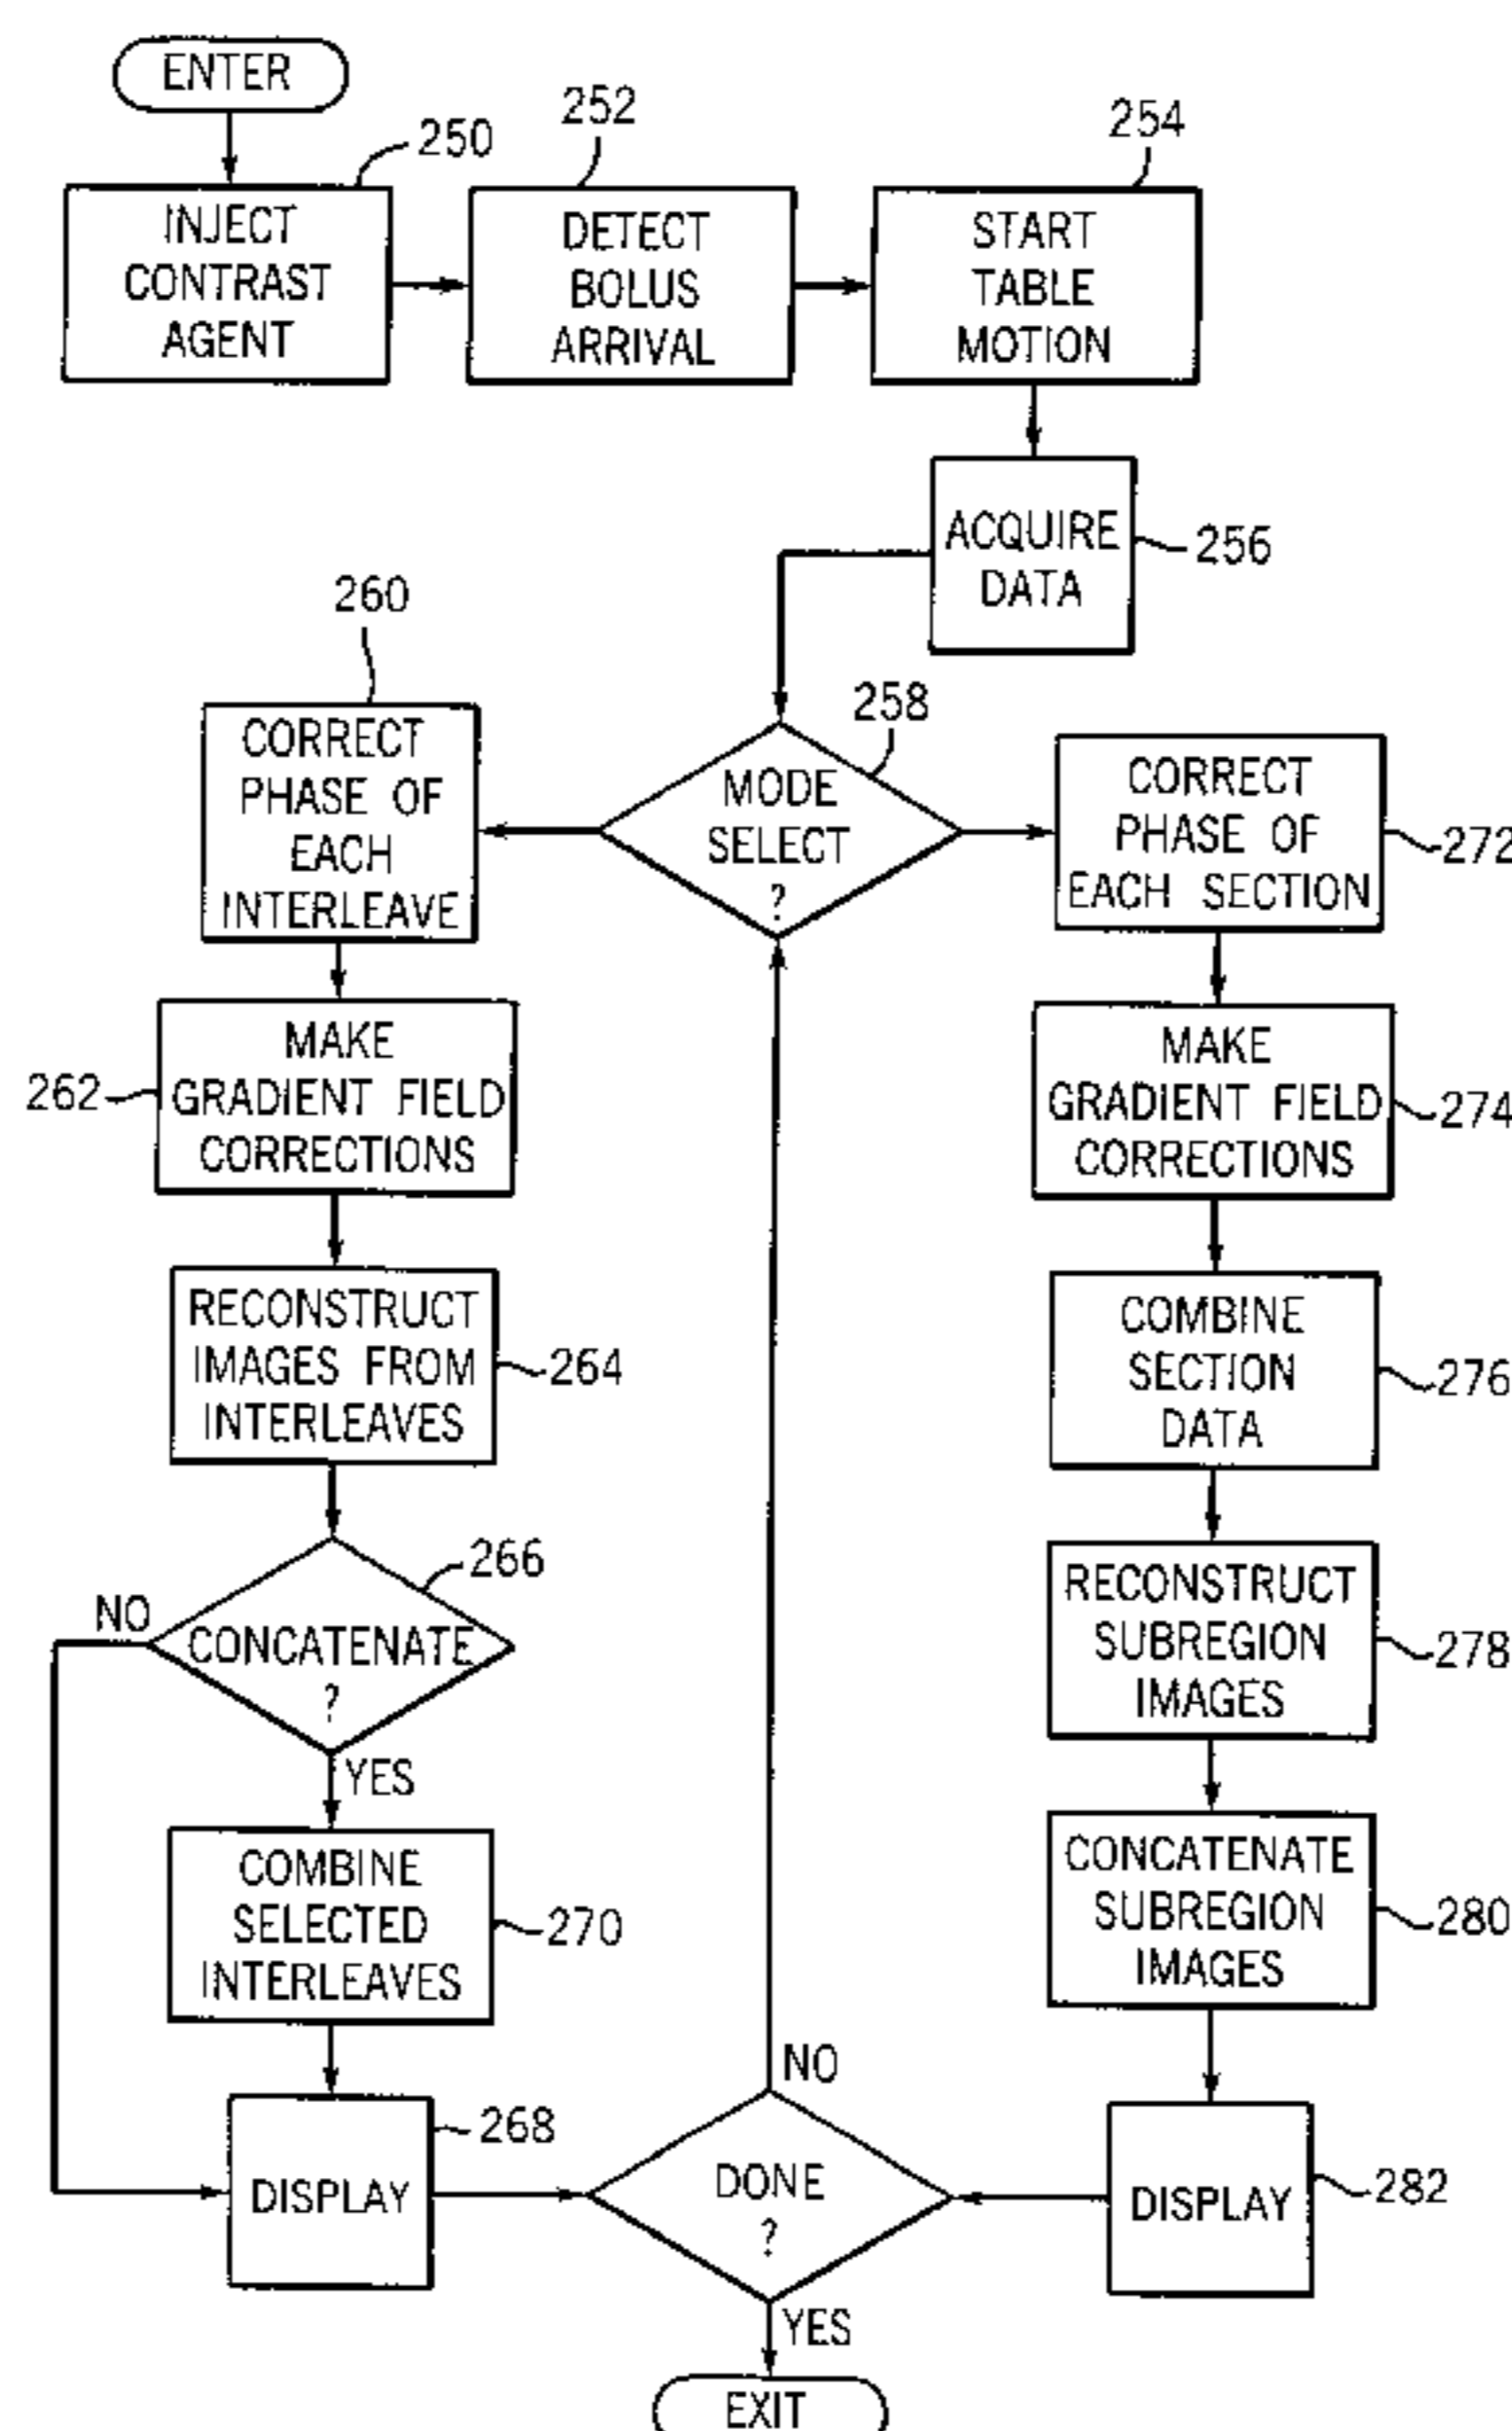 ENTER
250
INJECT
CONTRAST
AGENT
252
DETECT
BOLUS
ARRIVAL
254
START
TABLE
MOTION
ACQUIRE
DATA
256
258
MODE
SELECT
?
260
CORRECT
PHASE OF
EACH
INTERLEAVE
262
MAKE
GRADIENT FIELD
CORRECTIONS
RECONSTRUCT
IMAGES FROM
INTERLEAVES
264
266
CONCATENATE
?
NO
YES
COMBINE
SELECTED
INTERLEAVES
270
DISPLAY
268
CORRECT
PHASE OF
EACH SECTION
272
MAKE
GRADIENT FIELD
CORRECTIONS
274
COMBINE
SECTION
DATA
276
RECONSTRUCT
SUBREGION
IMAGES
278
CONCATENATE
SUBREGION
IMAGES
280
DISPLAY
282
NO
DONE
?
YES
EXIT